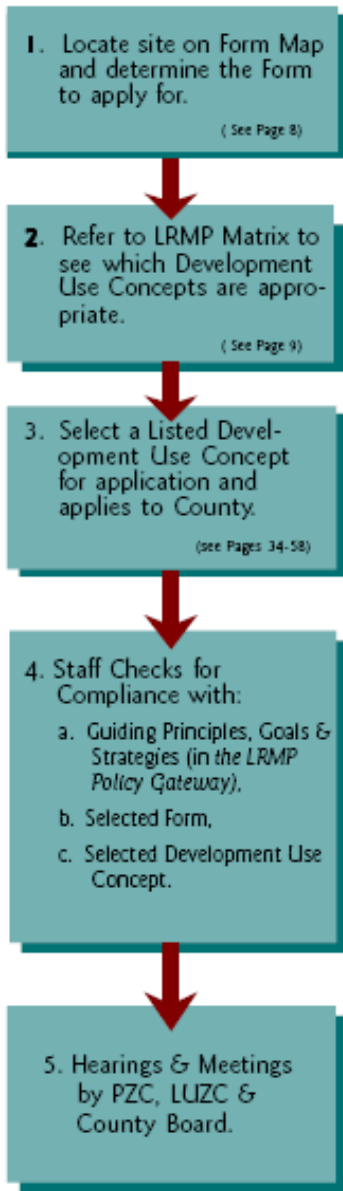 1. Locate site on Form Map
and determine the Form
to apply for.
( See Page 8)
2. Refer to LRMP Matrix to
see which Development
Use Concepts are appro-
priate.
( See Page 9)
3. Select a Listed Devel-
opment Use Concept
for application and
applies to County.
(see Pages 34-58)
4. Staff Checks for
Compliance with:
a. Guiding Principles, Goals &
Strategies (in the LRMP
Policy Gateway),
b. Selected Form,
c. Selected Development Use
Concept.
5. Hearings & Meetings
by PZC, LUZC &
County Board.